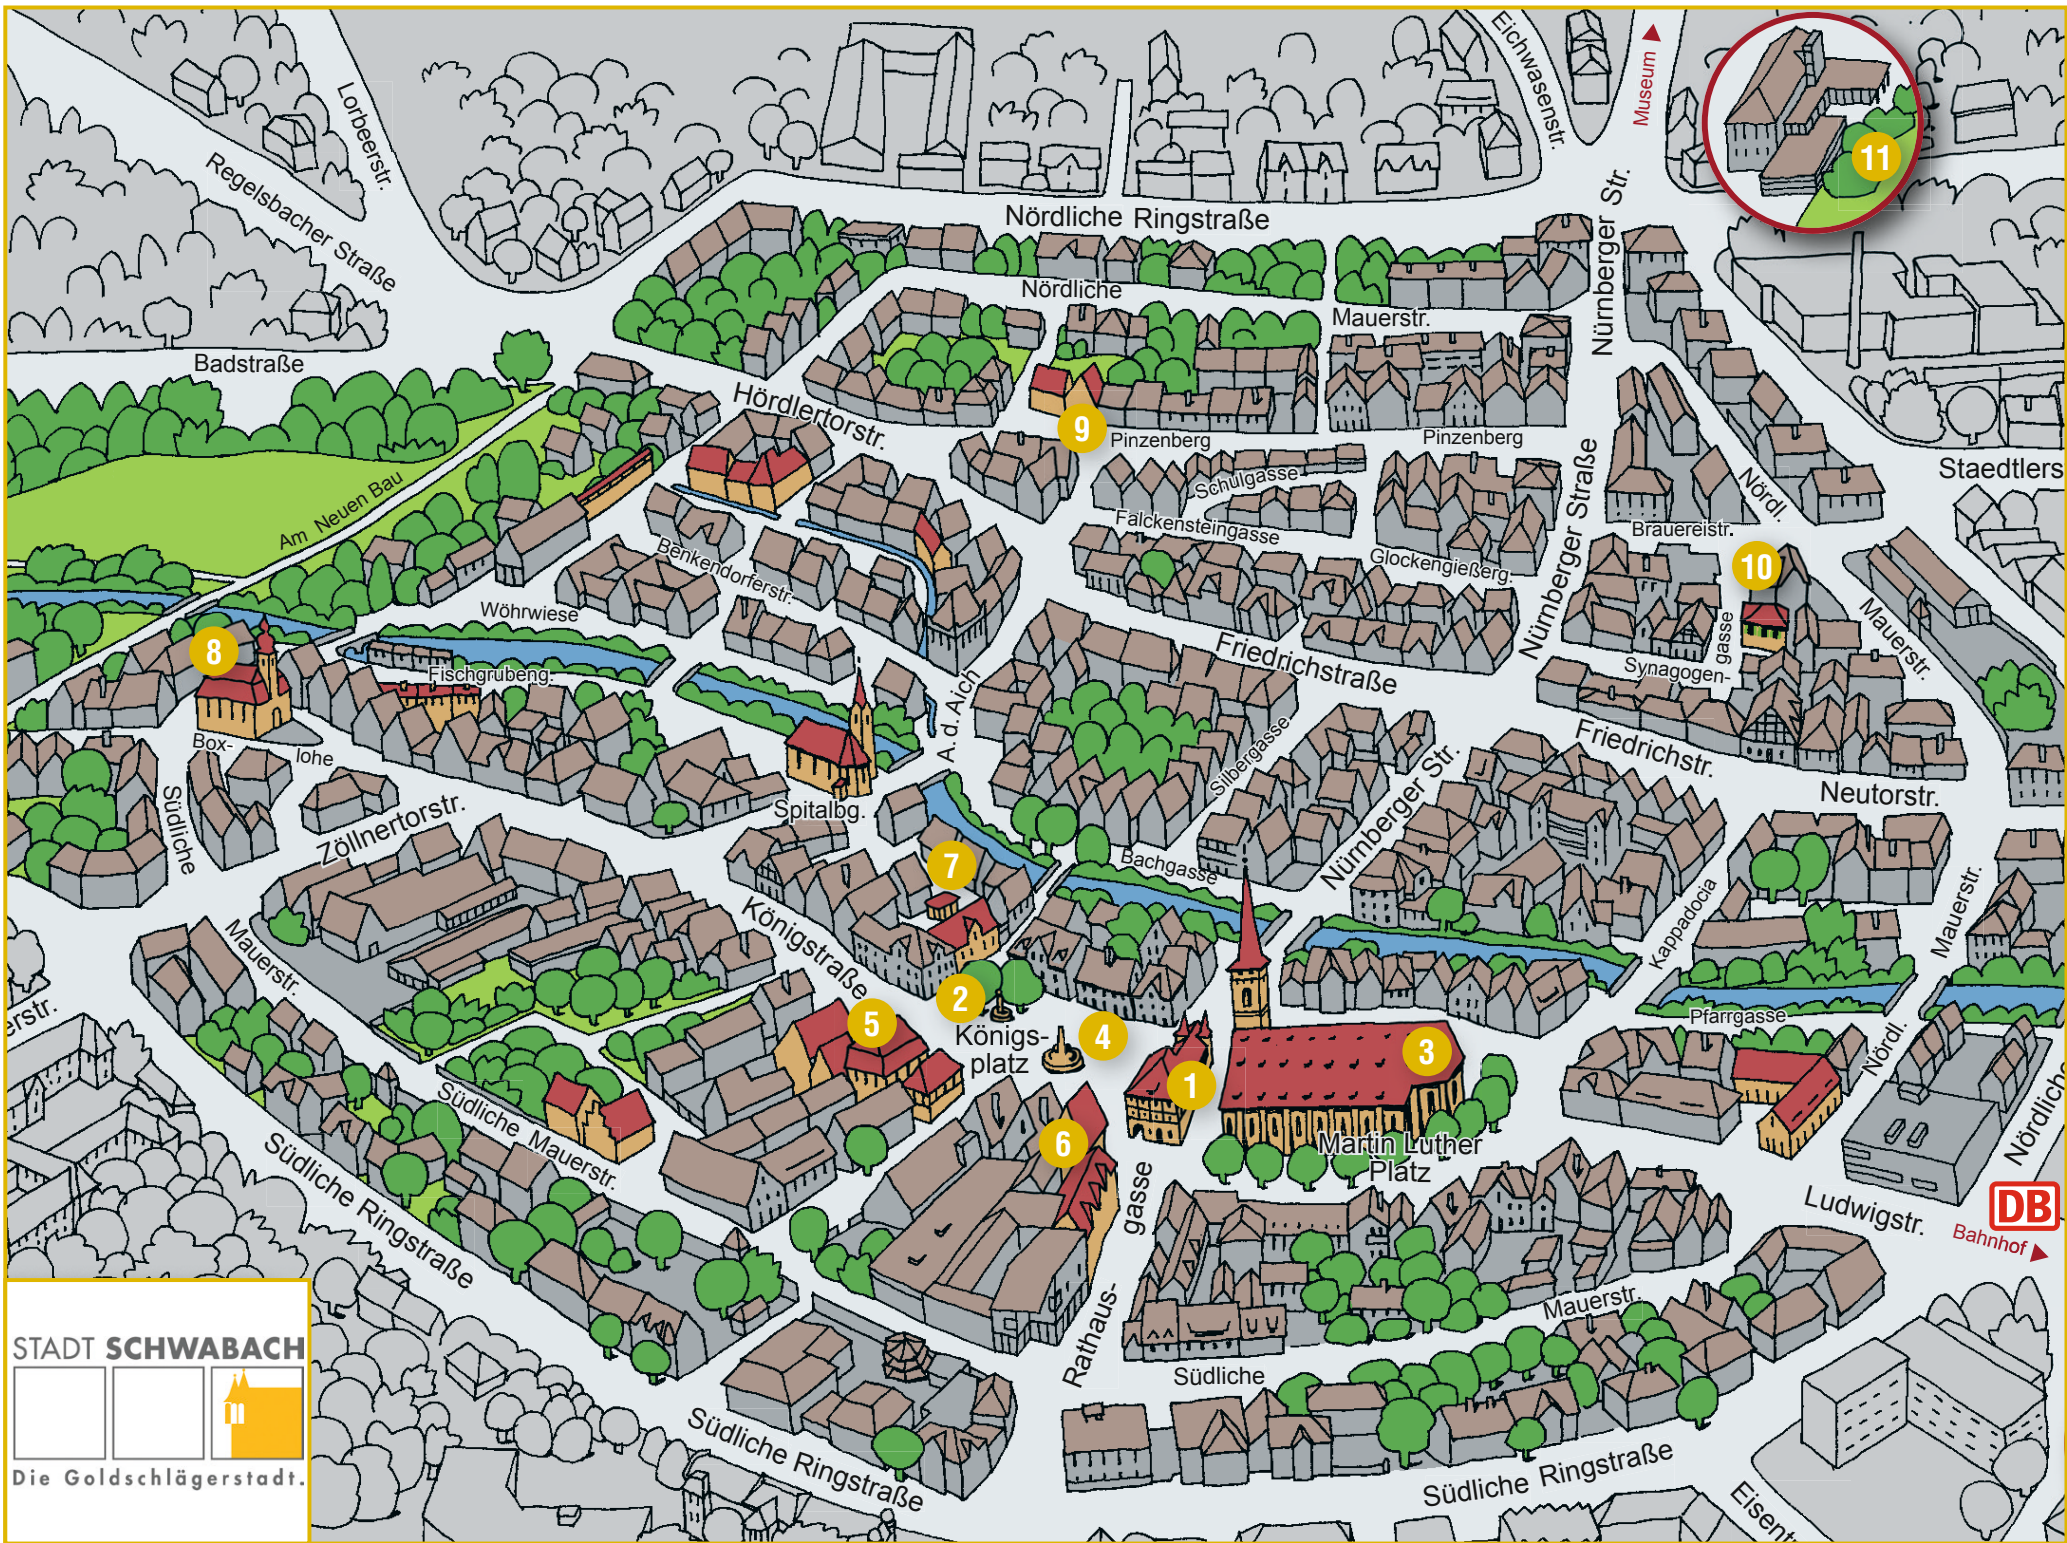 Lorbeerstr.
Eichwasenstr.
Museum
11
Regelsbacher Straße
Nördliche Ringstraße
Nürnberger Str.
Nördliche
Mauerstr.
Badstraße
Hördlertorstr.
9
Pinzenberg
Pinzenberg
Staedtlers
Schulgasse
Nördl.
Am Neuen Bau
Falckensteingasse
Nürnberger Straße
Brauereistr.
Benkendorferstr.
Glockengießerg.
10
Wöhrwiese
Mauerstr.
8
Friedrichstraße
gasse
Synagogen-
Fischgrubeng.
A. d. Aich
Box-
lohe
Silbergasse
Friedrichstr.
Nürnberger Str.
Neutorstr.
Spitalbg.
Südliche
Zöllnertorstr.
7
Bachgasse
Kappadocia
Mauerstr.
Königstraße
Mauerstr.
2
erstr.
Pfarrgasse
5
Königs-
platz
4
3
Nördl.
1
Südliche Mauerstr.
6
Martin Luther
Platz
Nördliche
Südliche Ringstraße
gasse
Ludwigstr.
DB
Bahnhof
Rathaus-
Mauerstr.
Südliche
STADT SCHWABACH
Die Goldschlägerstadt.
Südliche Ringstraße
Südliche Ringstraße
Eisent